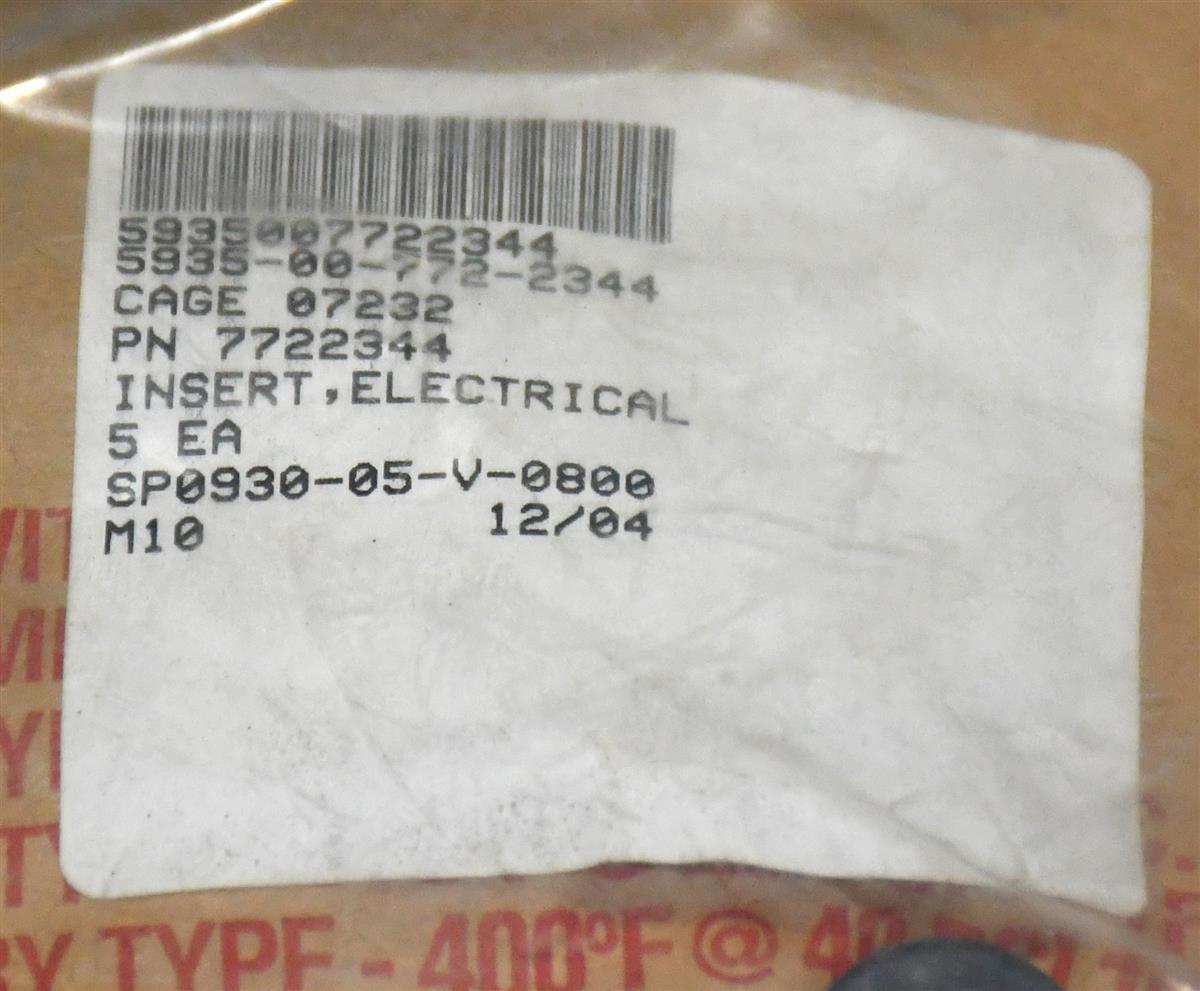 5935007722344
5935-00-772-2344
CAGE 07232
PN 7722344
INSERT,ELECTRICAL
5 EA
SP0930-05-V-0800
M10 12/04
TYPE - 400°F @